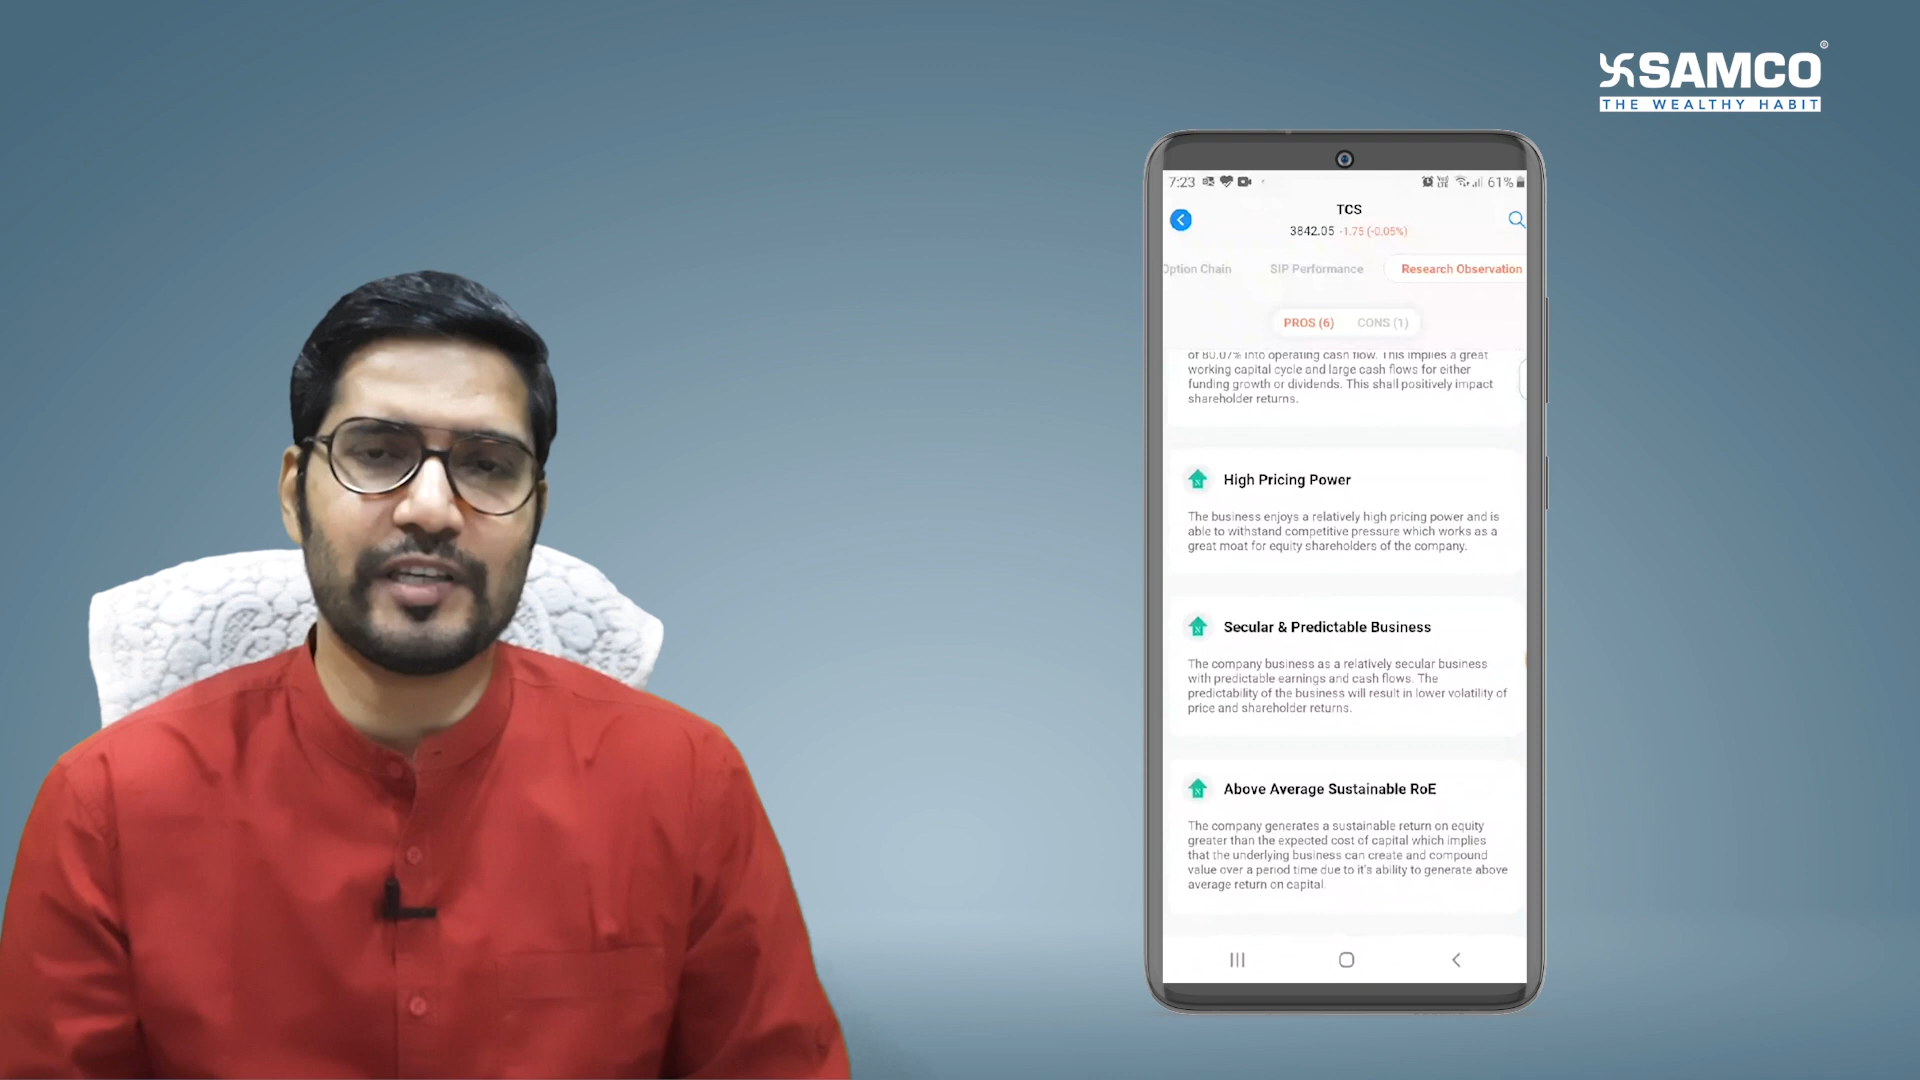 SAMCO®
THE WEALTHY HABIT
7:23
61%
TCS
3842.05 -1.75 (-0.05%)
Option Chain
SIP Performance
Research Observation
PROS (6)
CONS (1)
of 80.07% into operating cash flow. This implies a great
working capital cycle and large cash flows for either
funding growth or dividends. This shall positively impact
shareholder returns.
High Pricing Power
The business enjoys a relatively high pricing power and is
able to withstand competitive pressure which works as a
great moat for equity shareholders of the company.
Secular & Predictable Business
The company business as a relatively secular business
with predictable earnings and cash flows. The
predictability of the business will result in lower volatility of
price and shareholder returns.
Above Average Sustainable RoE
The company generates a sustainable return on equity
greater than the expected cost of capital which implies
that the underlying business can create and compound
value over a period time due to it's ability to generate above
average return on capital.